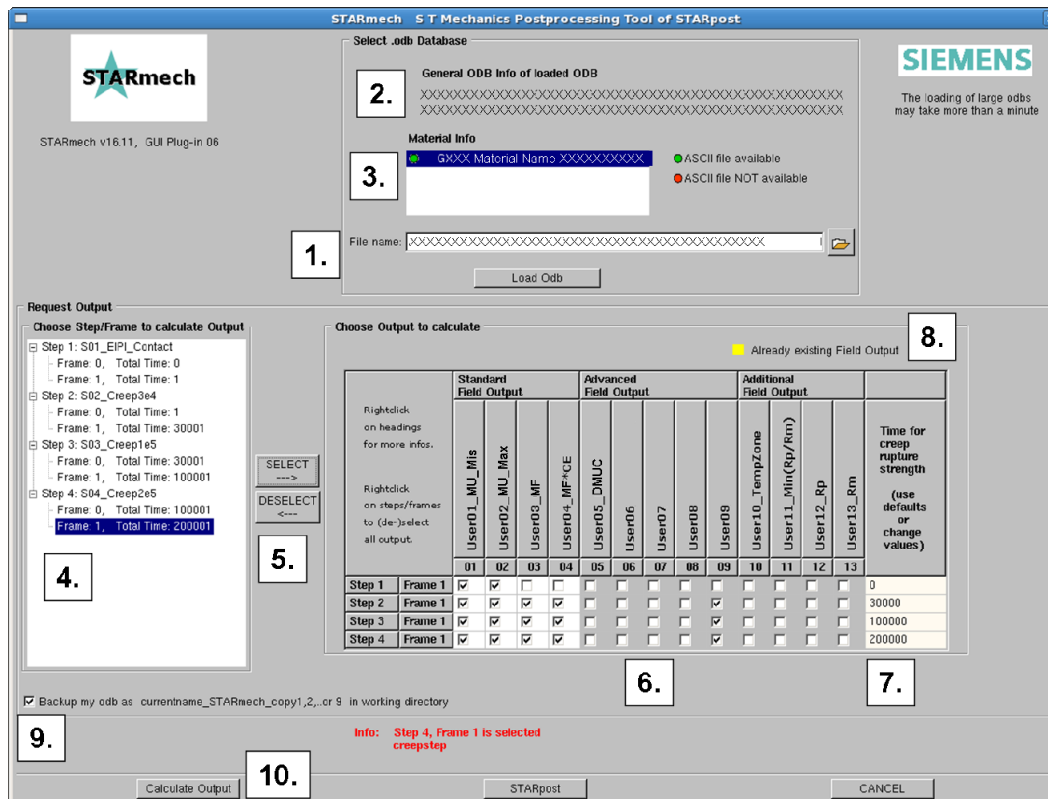 STARmech S T Mechanics Postprocessing Tool of STARpost
STARmech
STARmech v16.11, GUI Plug-in 06
Select .odb Database
2.
General ODB Info of loaded ODB
XXXXXXXXXXXXXXXXXXXXXXXXXXXXXXXXXXXXXXXXXXXXXXXXXX
XXXXXXXXXXXXXXXXXXXXXXXXXXXXXXXXXXXXXXXXXXXXXXXXXX
SIEMENS
The loading of large odbs
may take more than a minute
Material Info
3.
GXXX Material Name XXXXXXXXXX
ASCII file available
ASCII file NOT available
1.
File name: XXXXXXXXXXXXXXXXXXXXXXXXXXXXXXXXXXXXXXXXXX
Load Odb
Request Output
Choose Step/Frame to calculate Output
Step 1: S01_EIPI_Contact
Frame: 0, Total Time: 0
Frame: 1, Total Time: 1
Step 2: S02_Creep3e4
Frame: 0, Total Time: 1
Frame: 1, Total Time: 30001
Step 3: S03_Creep1e5
Frame: 0, Total Time: 30001
Frame: 1, Total Time: 100001
Step 4: S04_Creep2e5
Frame: 0, Total Time: 100001
Frame: 1, Total Time: 200001
4.
SELECT
--->
DESELECT
<---
5.
Choose Output to calculate
8.
Already existing Field Output
Rightclick
on headings
for more infos.
Rightclick
on steps/frames
to (de-)select
all output.
Standard
Field Output
Advanced
Field Output
Additional
Field Output
User01_MU_Mis
User02_MU_Max
User03_MF
User04_MF*CE
User05_DMUC
User06
User07
User08
User09
User10_TempZone
User11_Min(Rp/Rm)
User12_Rp
User13_Rm
Time for
creep
rupture
strength
(use
defaults
or
change
values)
01 02 03 04 05 06 07 08 09 10 11 12 13
Step 1 Frame 1 0
Step 2 Frame 1 30000
Step 3 Frame 1 100000
Step 4 Frame 1 200000
6.
7.
Backup my odb as currentname_STARmech_copy1,2,..or 9 in working directory
9.
Info: Step 4, Frame 1 is selected
creepstep
10.
Calculate Output
STARpost
CANCEL